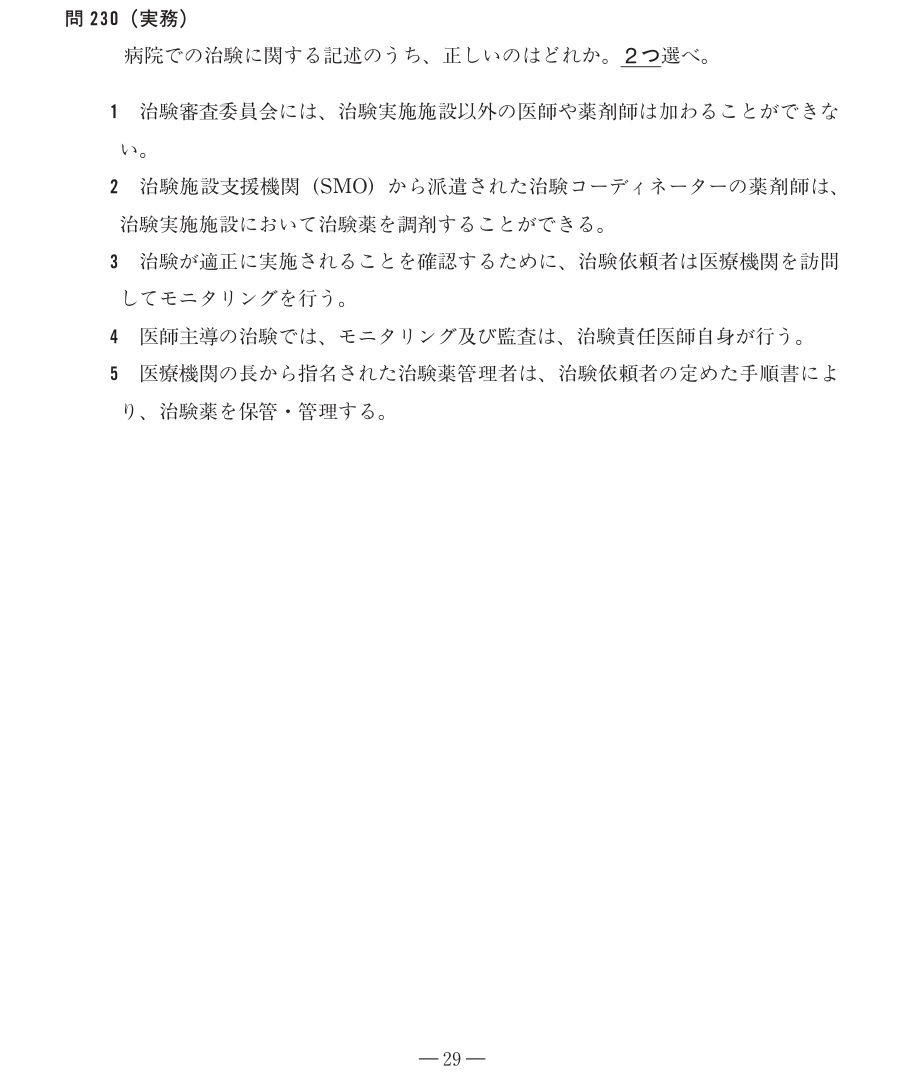 問 230（実務）
病院での治験に関する記述のうち、正しいのはどれか。２つ選べ。
1　治験審査委員会には、治験実施施設以外の医師や薬剤師は加わることができな
い。
2　治験施設支援機関（SMO）から派遣された治験コーディネーターの薬剤師は、
治験実施施設において治験薬を調剤することができる。
3　治験が適正に実施されることを確認するために、治験依頼者は医療機関を訪問
してモニタリングを行う。
4　医師主導の治験では、モニタリング及び監査は、治験責任医師自身が行う。
5　医療機関の長から指名された治験薬管理者は、治験依頼者の定めた手順書によ
り、治験薬を保管・管理する。
― 29 ―